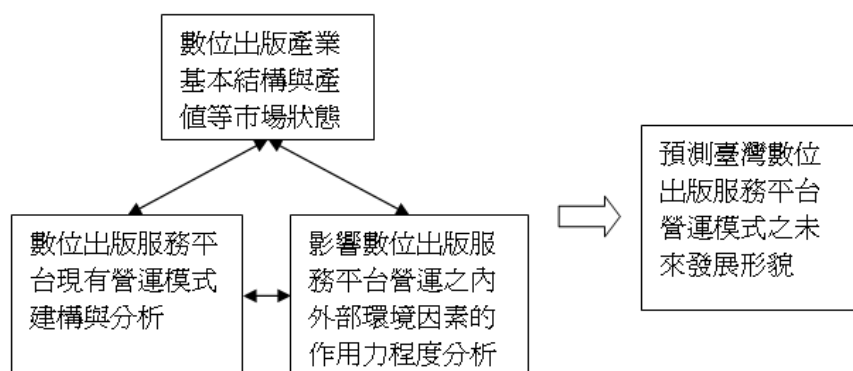 數位出版產業
基本結構與產
值等市場狀態
數位出版服務平
台現有營運模式
建構與分析
影響數位出版服
務平台營運之內
外部環境因素的
作用力程度分析
預測臺灣數位
出版服務平台
營運模式之未
來發展形貌